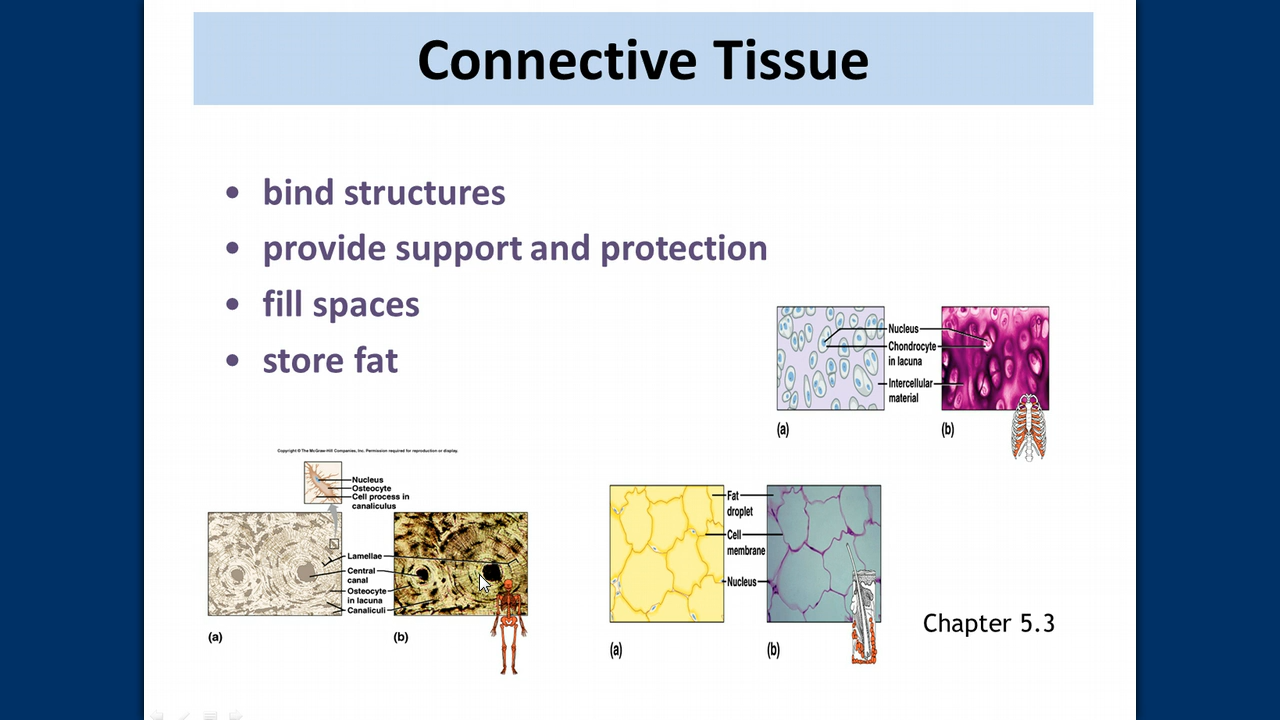 Connective Tissue
• bind structures
• provide support and protection
• fill spaces
• store fat
Nucleus
Chondrocyte
in lacuna
Intercellular
material
(a)
(b)
Copyright © The McGraw-Hill Companies, Inc. Permission required for reproduction or display.
Nucleus
Osteocyte
Cell process in
canaliculus
Lamellae
Central
canal
Osteocyte
in lacuna
Canaliculi
(a)
(b)
Fat
droplet
Cell
membrane
Nucleus
(a)
(b)
Chapter 5.3